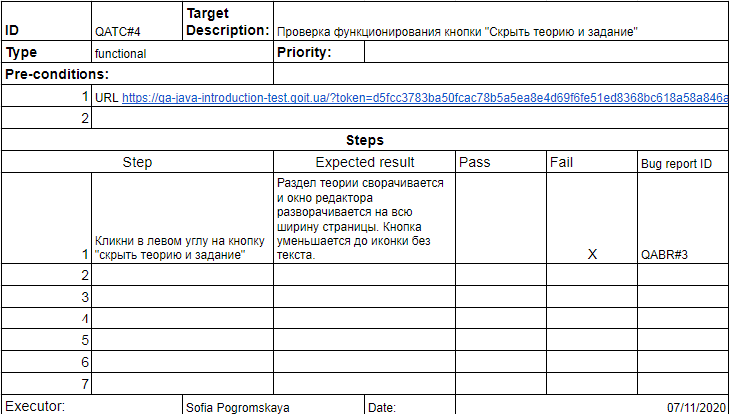 ID QATC#4 Target Description: Проверка функционирования кнопки "Скрыть теорию и задание"
Type functional Priority:
Pre-conditions:
1 URL https://qa-java-introduction-test.goit.ua/?token=d5fcc3783ba50fcac78b5a5ea8e4d69f6fe51ed8368bc618a58a846a
2
Steps
Step Expected result Pass Fail Bug report ID
1 Кликни в левом углу на кнопку
"скрыть теорию и задание"
Раздел теории сворачивается
и окно редактора
разворачивается на всю
ширину страницы. Кнопка
уменьшается до иконки без
текста.
X QABR#3
2
3
4
5
6
7
Executor: Sofia Pogromskaya Date: 07/11/2020